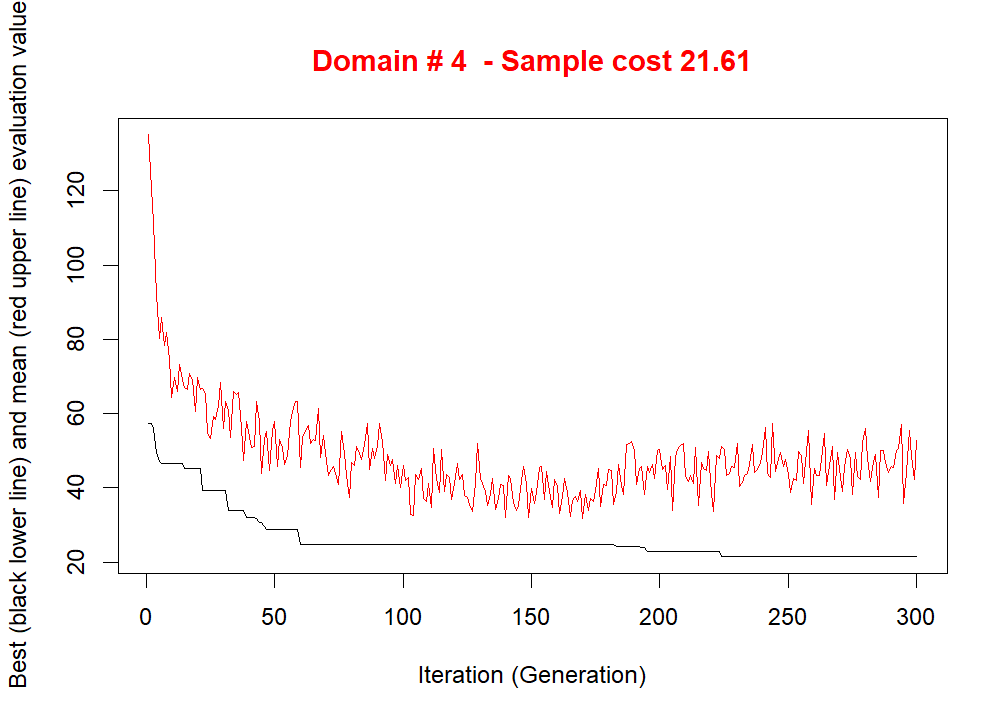 Domain # 4  - Sample cost 21.61
Best (black lower line) and mean (red upper line) evaluation value
120
100
80
60
40
20
0 50 100 150 200 250 300
Iteration (Generation)